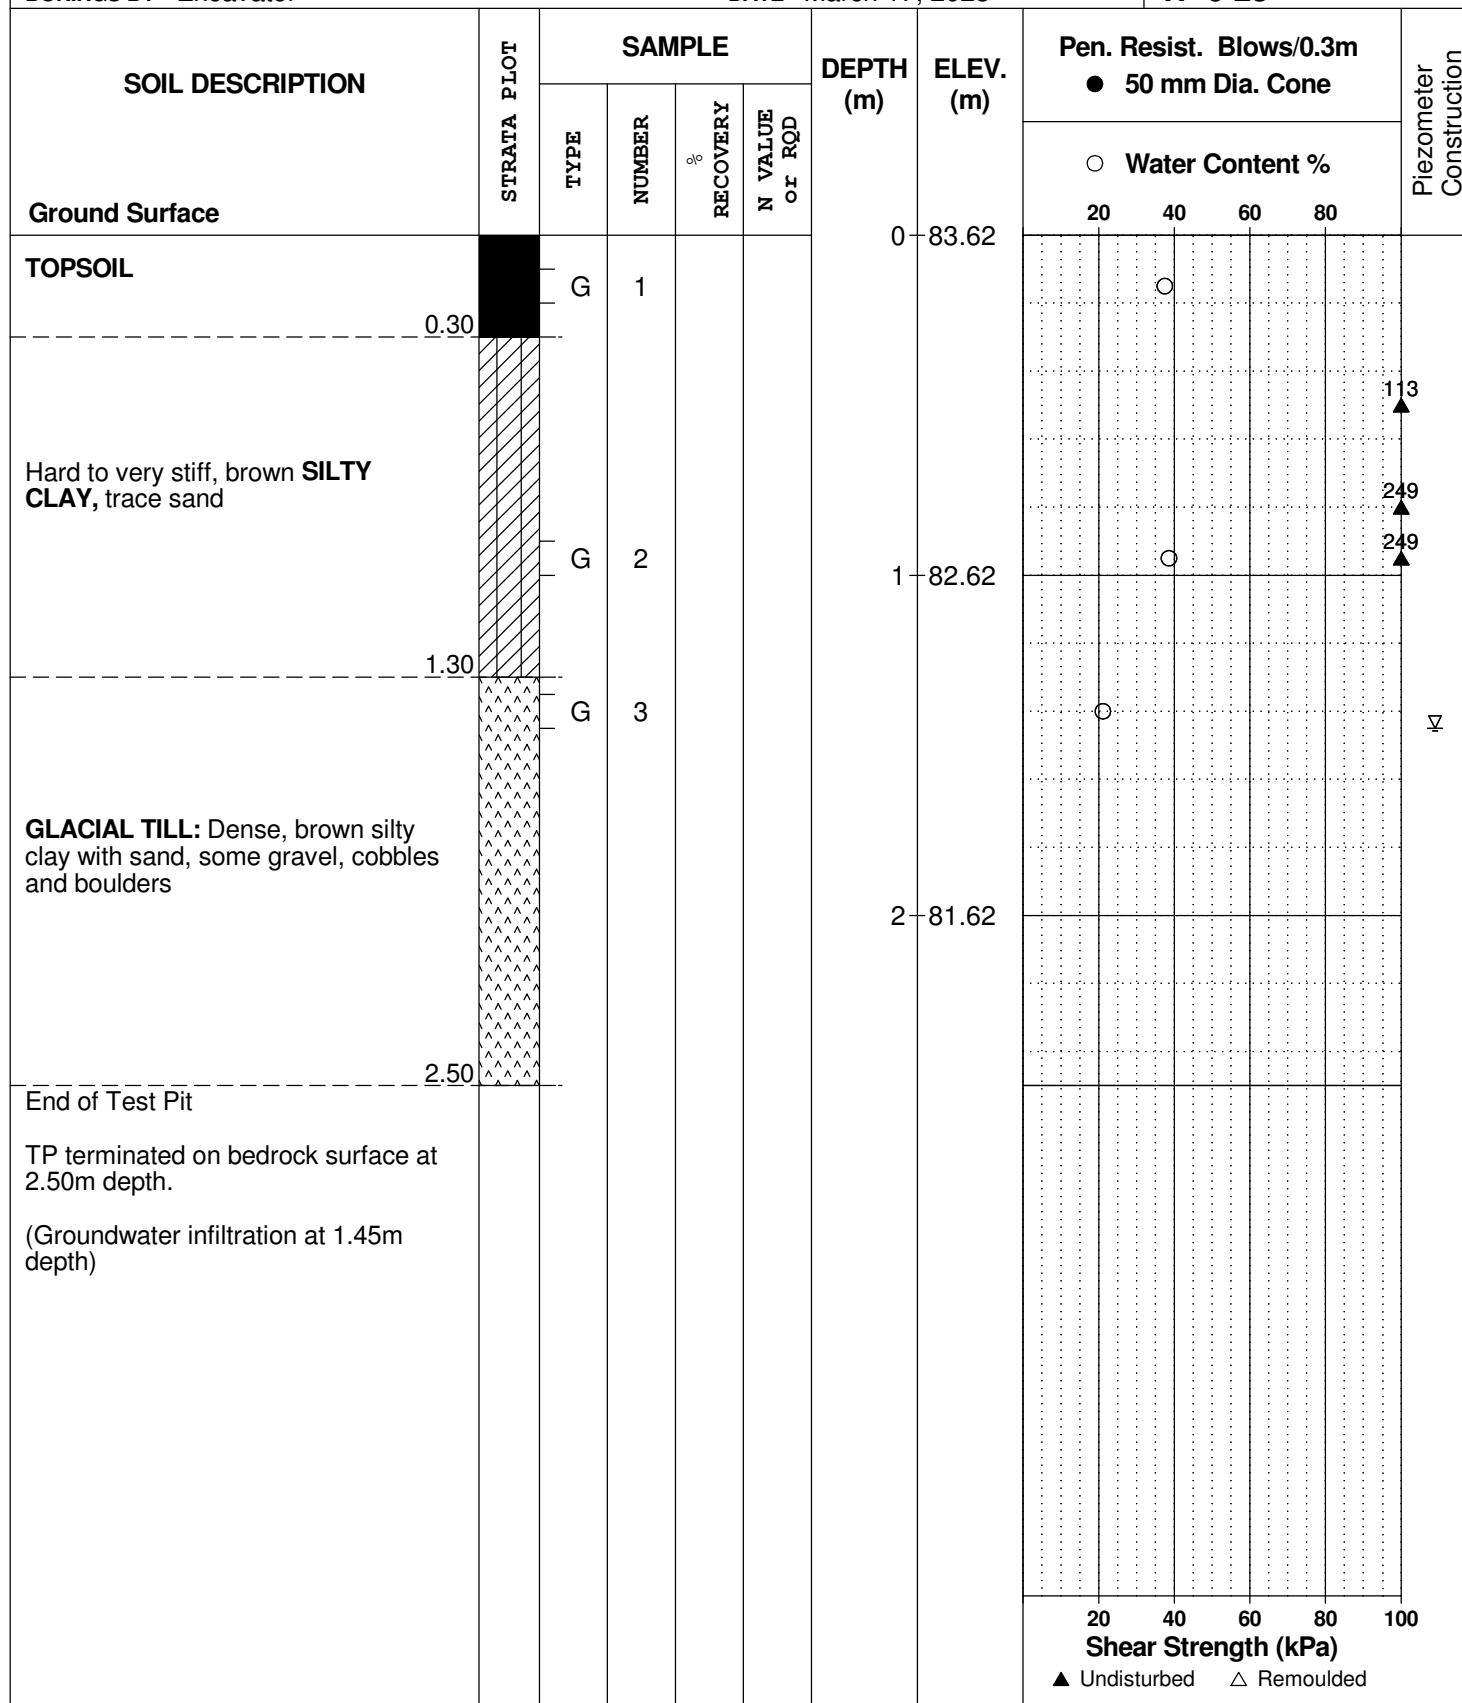 SOIL DESCRIPTION
Ground Surface
STRATA PLOT
SAMPLE
TYPE
NUMBER
%
RECOVERY
N VALUE
or RQD
DEPTH
(m)
ELEV.
(m)
Pen. Resist. Blows/0.3m
● 50 mm Dia. Cone
○ Water Content %
20 40 60 80
Piezometer
Construction
0 83.62
TOPSOIL
G 1
0.30
113
Hard to very stiff, brown SILTY
CLAY, trace sand
249
249
G 2
1 82.62
1.30
G 3
GLACIAL TILL: Dense, brown silty
clay with sand, some gravel, cobbles
and boulders
2 81.62
2.50
End of Test Pit
TP terminated on bedrock surface at
2.50m depth.
(Groundwater infiltration at 1.45m
depth)
20 40 60 80 100
Shear Strength (kPa)
▲ Undisturbed △ Remoulded